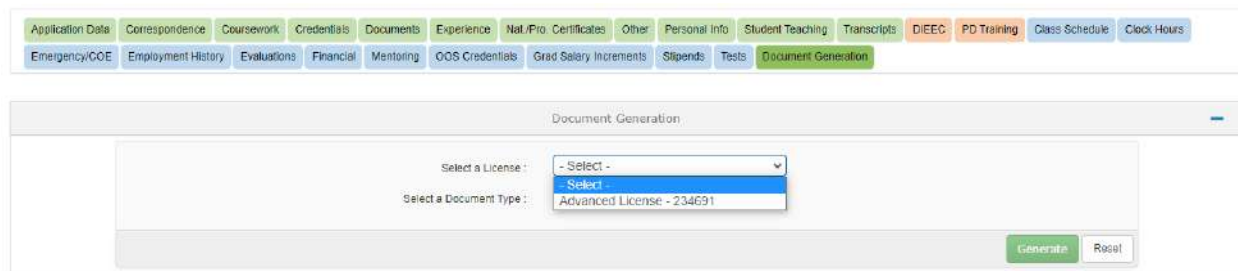 Application Data Correspondence Coursework Credentials Documents Experience Nat./Pro. Certificates Other Personal Info Student Teaching Transcripts DIEEC PD Training Class Schedule Clock Hours
Emergency/COE Employment History Evaluations Financial Mentoring OOS Credentials Grad Salary Increments Stipends Tests Document Generation
Document Generation
Select a License : - Select -
- Select -
Select a Document Type : Advanced License - 234691
Generate Reset